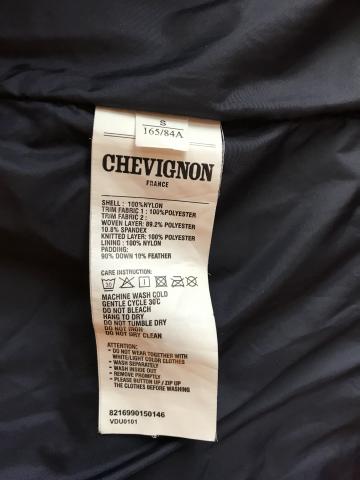 S
165/84A
CHEVIGNON
FRANCE
SHELL : 100%NYLON
TRIM FABRIC 1 : 100%POLYESTER
TRIM FABRIC 2 :
WOVEN LAYER: 89.2% POLYESTER
10.8% SPANDEX
KNITTED LAYER: 100% POLYESTER
LINING : 100% NYLON
PADDING:
90% DOWN 10% FEATHER
CARE INSTRUCTION:
30
MACHINE WASH COLD
GENTLE CYCLE 30C
DO NOT BLEACH
HANG TO DRY
DO NOT TUMBLE DRY
DO NOT IRON
DO NOT DRY CLEAN
ATTENTION:
• DO NOT WEAR TOGETHER WITH
WHITE/LIGHT COLOR CLOTHING
• WASH SEPARATELY
• WASH INSIDE OUT
• REMOVE PROMPTLY
• PLEASE BUTTON UP / ZIP UP
THE CLOTHES BEFORE WASHING
8216990150146
VDU0101